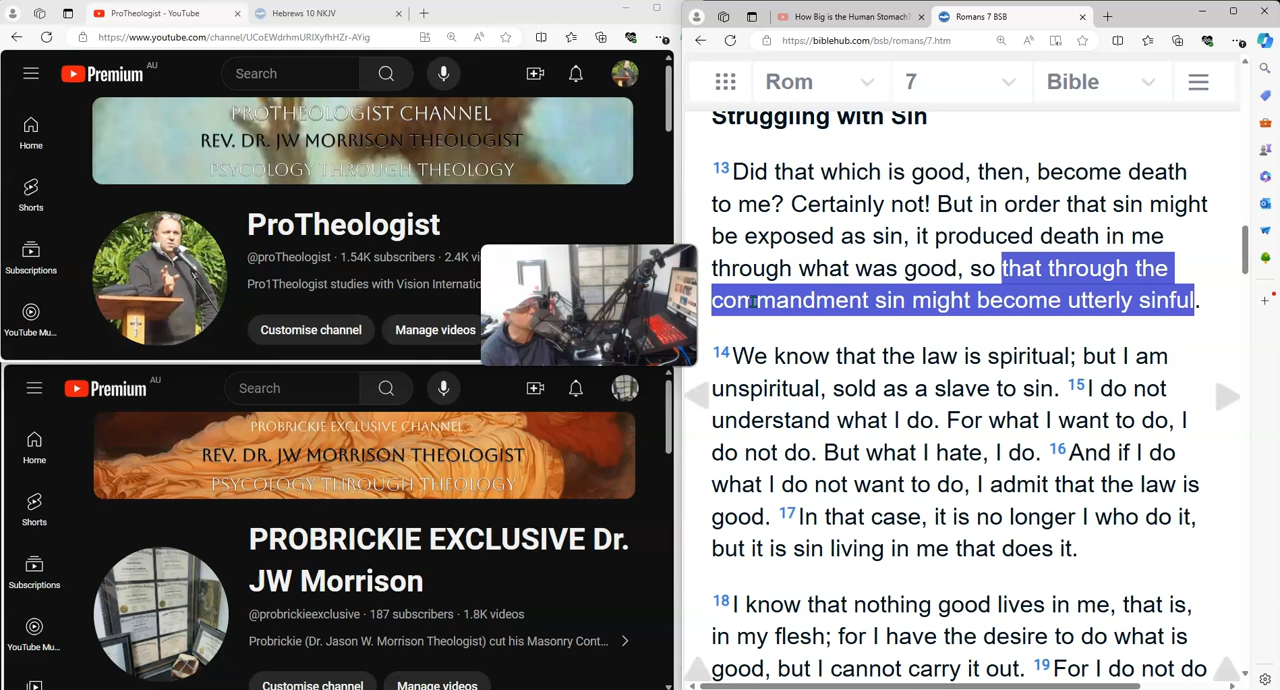 ProTheologist - YouTube
Hebrews 10 NKJV
https://www.youtube.com/channel/UCoEWdrhmURIXyfhHZr-AYig
Premium AU
Search
Home
Shorts
Subscriptions
YouTube Mu...
PROTHEOLOGIST CHANNEL
REV. DR. JW MORRISON THEOLOGIST
PSYCOLOGY THROUGH THEOLOGY
ProTheologist
@proTheologist · 1.54K subscribers · 2.4K vi
Pro1Theologist studies with Vision Internatio
Customise channel
Manage videos
Premium AU
Search
Home
Shorts
Subscriptions
YouTube Mu...
PROBRICKIE EXCLUSIVE CHANNEL
REV. DR. JW MORRISON THEOLOGIST
PSYCOLOGY THROUGH THEOLOGY
PROBRICKIE EXCLUSIVE Dr.
JW Morrison
@probrickieexclusive · 187 subscribers · 1.8K videos
Probrickie (Dr. Jason W. Morrison Theologist) cut his Masonry Cont...
Customise channel
Manage videos
How Big is the Human Stomach?
Romans 7 BSB
https://biblehub.com/bsb/romans/7.htm
Rom
7
Bible
Struggling with Sin
13 Did that which is good, then, become death
to me? Certainly not! But in order that sin might
be exposed as sin, it produced death in me
through what was good, so that through the
commandment sin might become utterly sinful.
14 We know that the law is spiritual; but I am
unspiritual, sold as a slave to sin. 15 I do not
understand what I do. For what I want to do, I
do not do. But what I hate, I do. 16 And if I do
what I do not want to do, I admit that the law is
good. 17 In that case, it is no longer I who do it,
but it is sin living in me that does it.
18 I know that nothing good lives in me, that is,
in my flesh; for I have the desire to do what is
good, but I cannot carry it out. 19 For I do not do